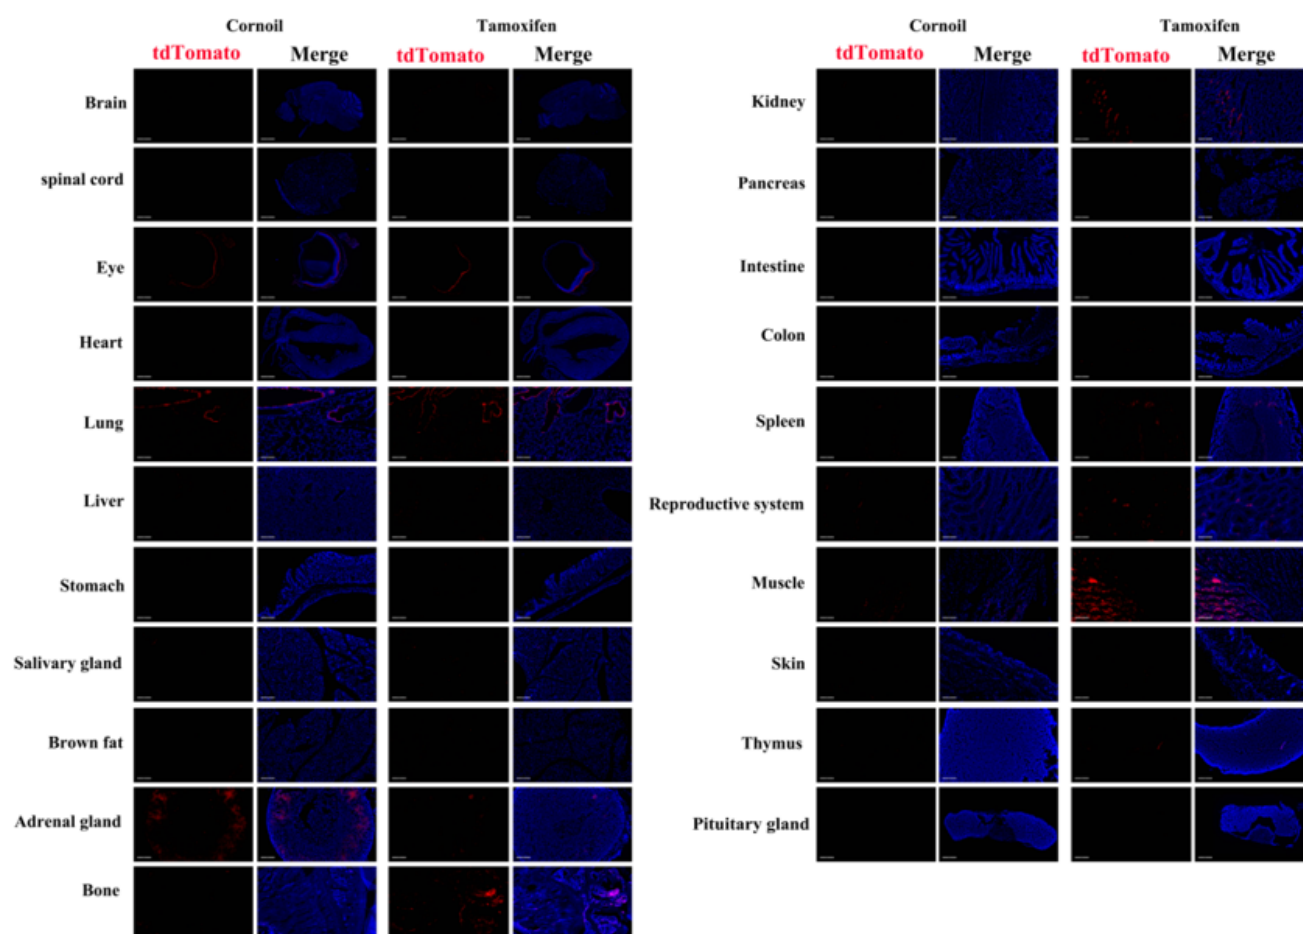 Cornoil Tamoxifen
tdTomato Merge tdTomato Merge
Brain
spinal cord
Eye
Heart
Lung
Liver
Stomach
Salivary gland
Brown fat
Adrenal gland
Bone
Cornoil Tamoxifen
tdTomato Merge tdTomato Merge
Kidney
Pancreas
Intestine
Colon
Spleen
Reproductive system
Muscle
Skin
Thymus
Pituitary gland